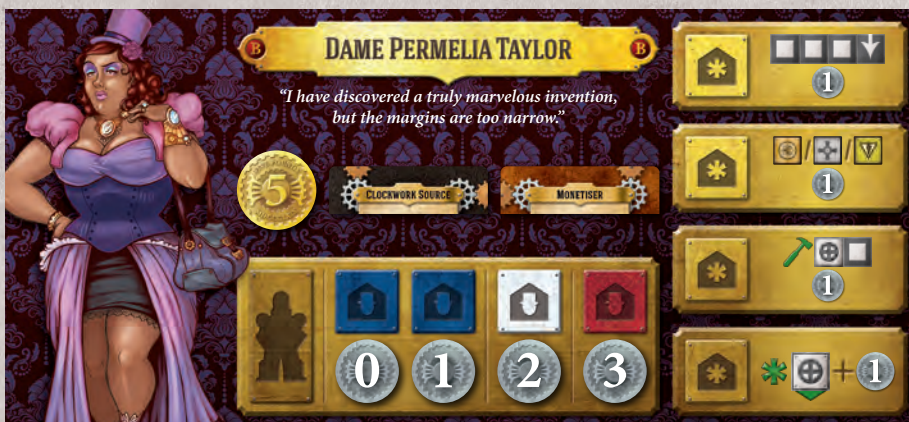 B DAME PERMELIA TAYLOR B
“I have discovered a truly marvelous invention,
but the margins are too narrow.”
5
CLOCKWORK SOURCE
MONETISER
0 1 2 3
1
/ /
1
1
+ 1